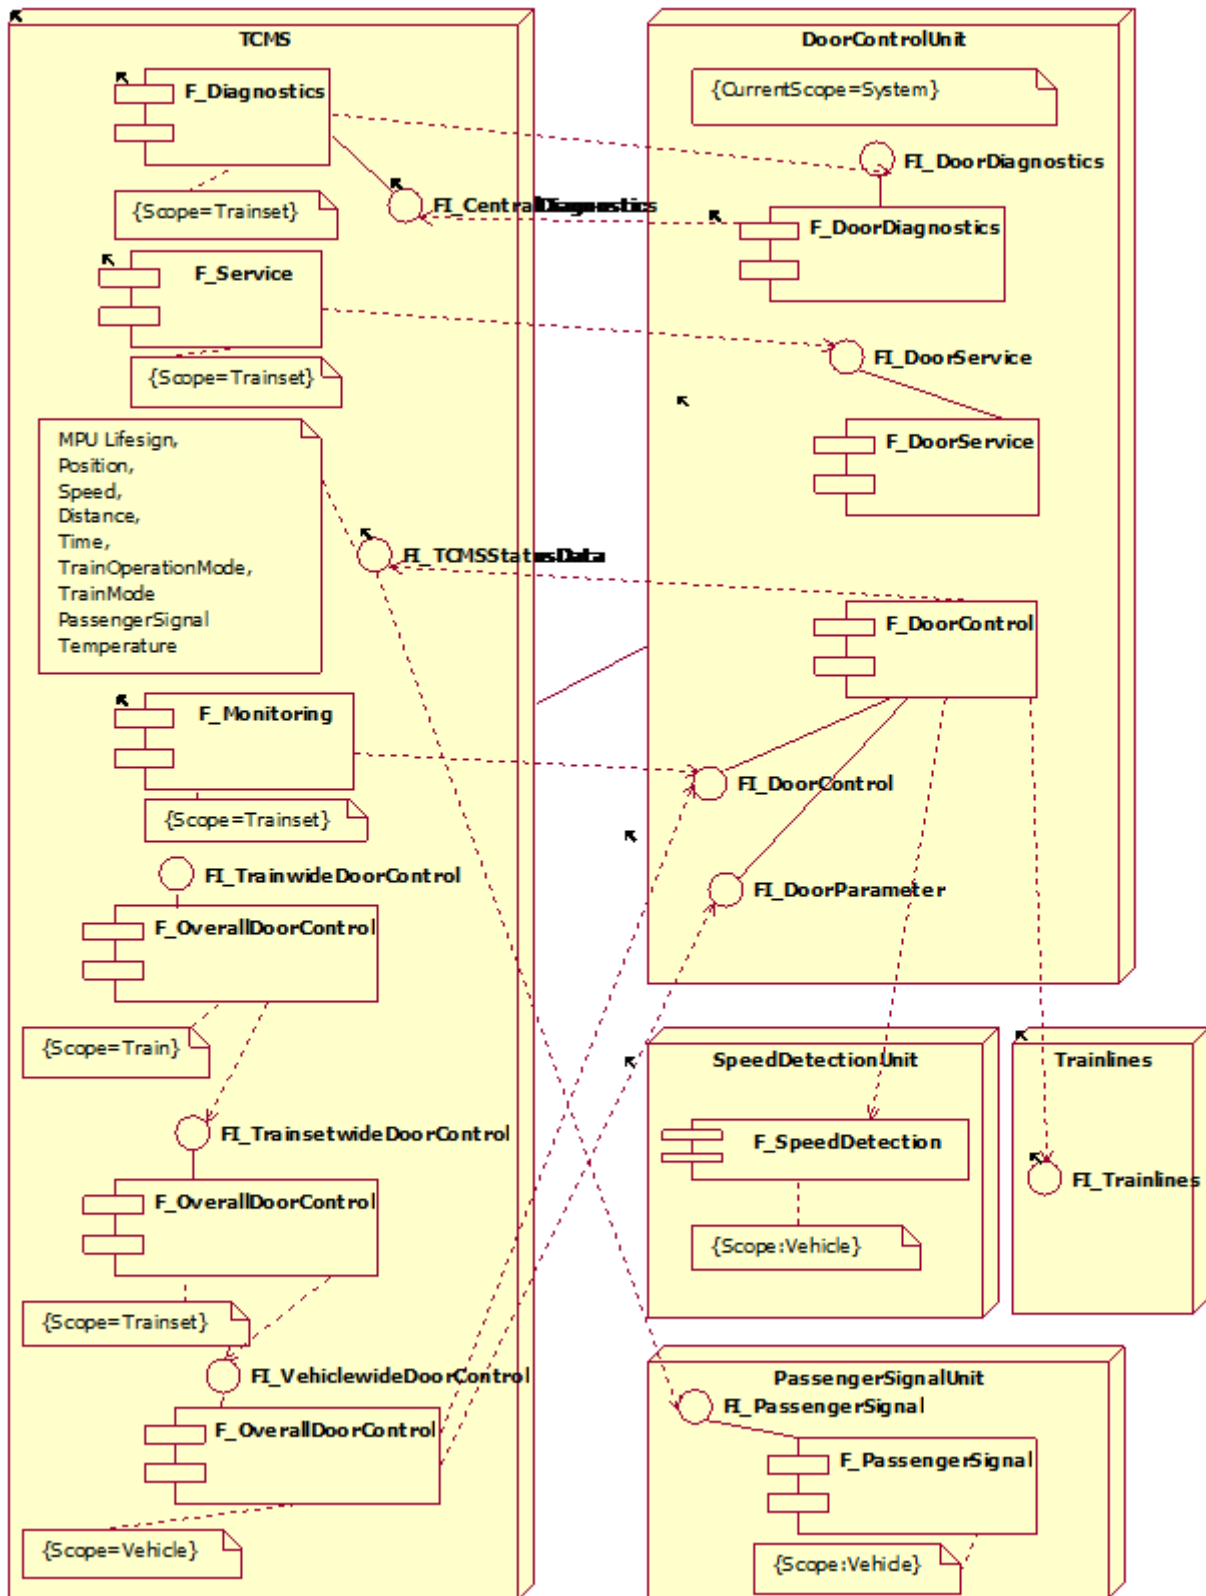 TCMS
F_Diagnostics
{Scope=Trainset}
FI_CentralDiagnostics
F_Service
{Scope=Trainset}
MPU Lifesign,
Position,
Speed,
Distance,
Time,
TrainOperationMode,
TrainMode
PassengerSignal
Temperature
FI_TCMSStatusData
F_Monitoring
{Scope=Trainset}
FI_TrainwideDoorControl
F_OverallDoorControl
{Scope=Train}
FI_TrainsetwideDoorControl
F_OverallDoorControl
{Scope=Trainset}
FI_VehiclewideDoorControl
F_OverallDoorControl
{Scope=Vehicle}
DoorControlUnit
{CurrentScope=System}
FI_DoorDiagnostics
F_DoorDiagnostics
FI_DoorService
F_DoorService
F_DoorControl
FI_DoorControl
FI_DoorParameter
SpeedDetectionUnit
F_SpeedDetection
{Scope:Vehicle}
Trainlines
FI_Trainlines
PassengerSignalUnit
FI_PassengerSignal
F_PassengerSignal
{Scope:Vehicle}